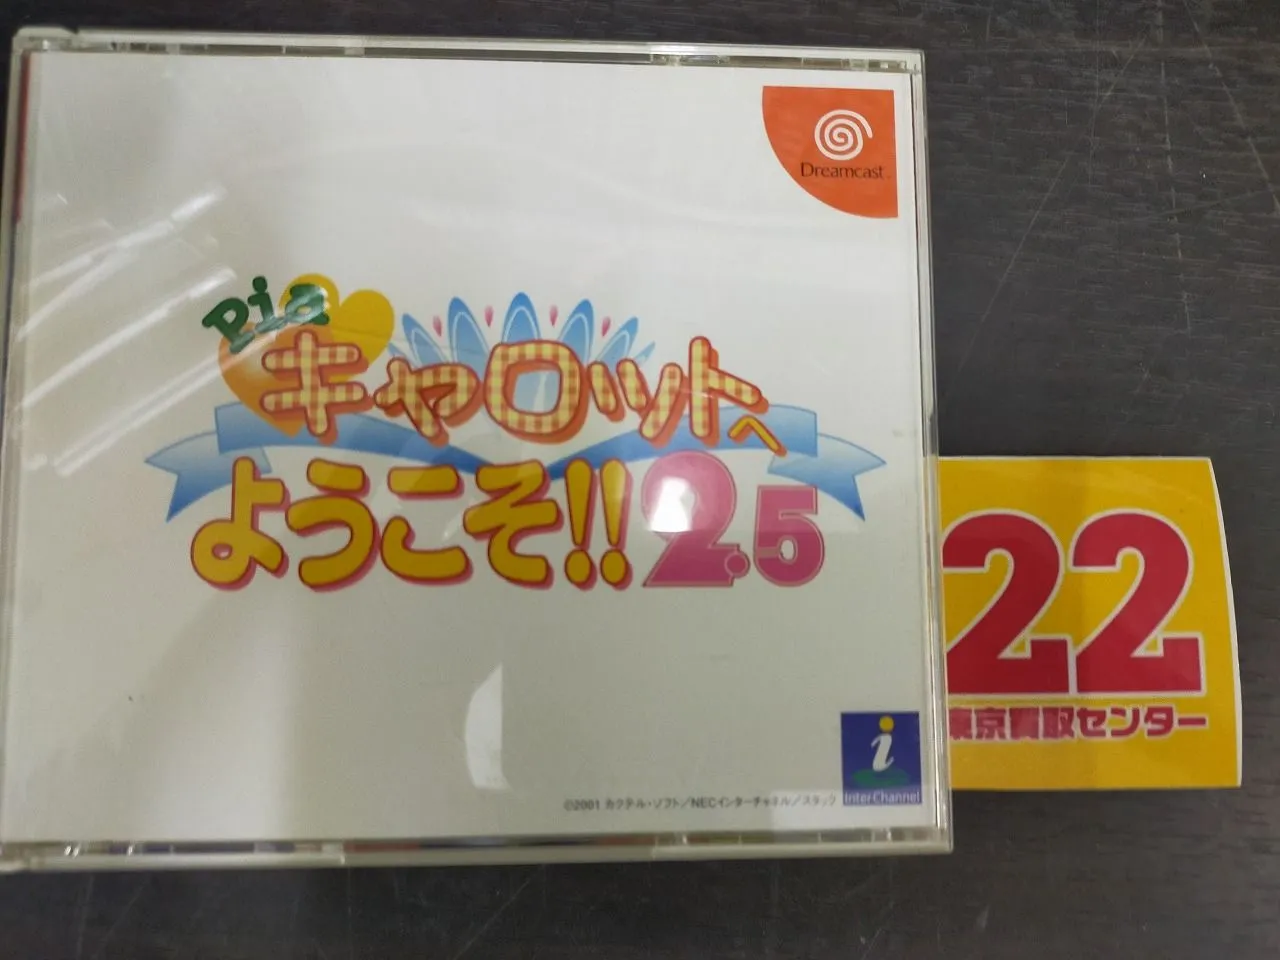 Dreamcast
Pia
キャロットへ
ようこそ!!2.5
22
東京買取センター
InterChannel
©2001 カクテル・ソフト/NECインターチャネル/スタック